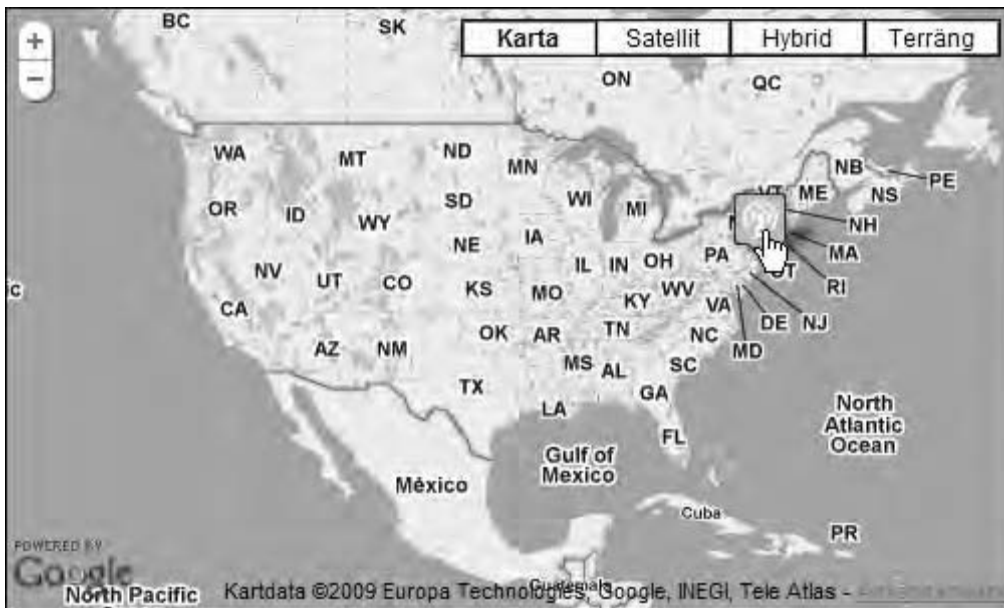 BC
SK
Karta Satellit Hybrid Terräng
+
−
ON
QC
WA
MT
ND
MN
NB
PE
VT
ME
NS
OR
ID
WY
SD
WI
MI
NH
NE
IA
PA
MA
NV
UT
CO
KS
IL
IN
OH
RI
CA
MO
KY
WV
VA
DE
NJ
AZ
NM
OK
AR
TN
NC
MD
MS
AL
SC
TX
LA
GA
FL
North
Atlantic
Ocean
Gulf of
Mexico
México
Cuba
PR
POWERED BY
Google
North Pacific
Guatemala
Kartdata ©2009 Europa Technologies, Google, INEGI, Tele Atlas -